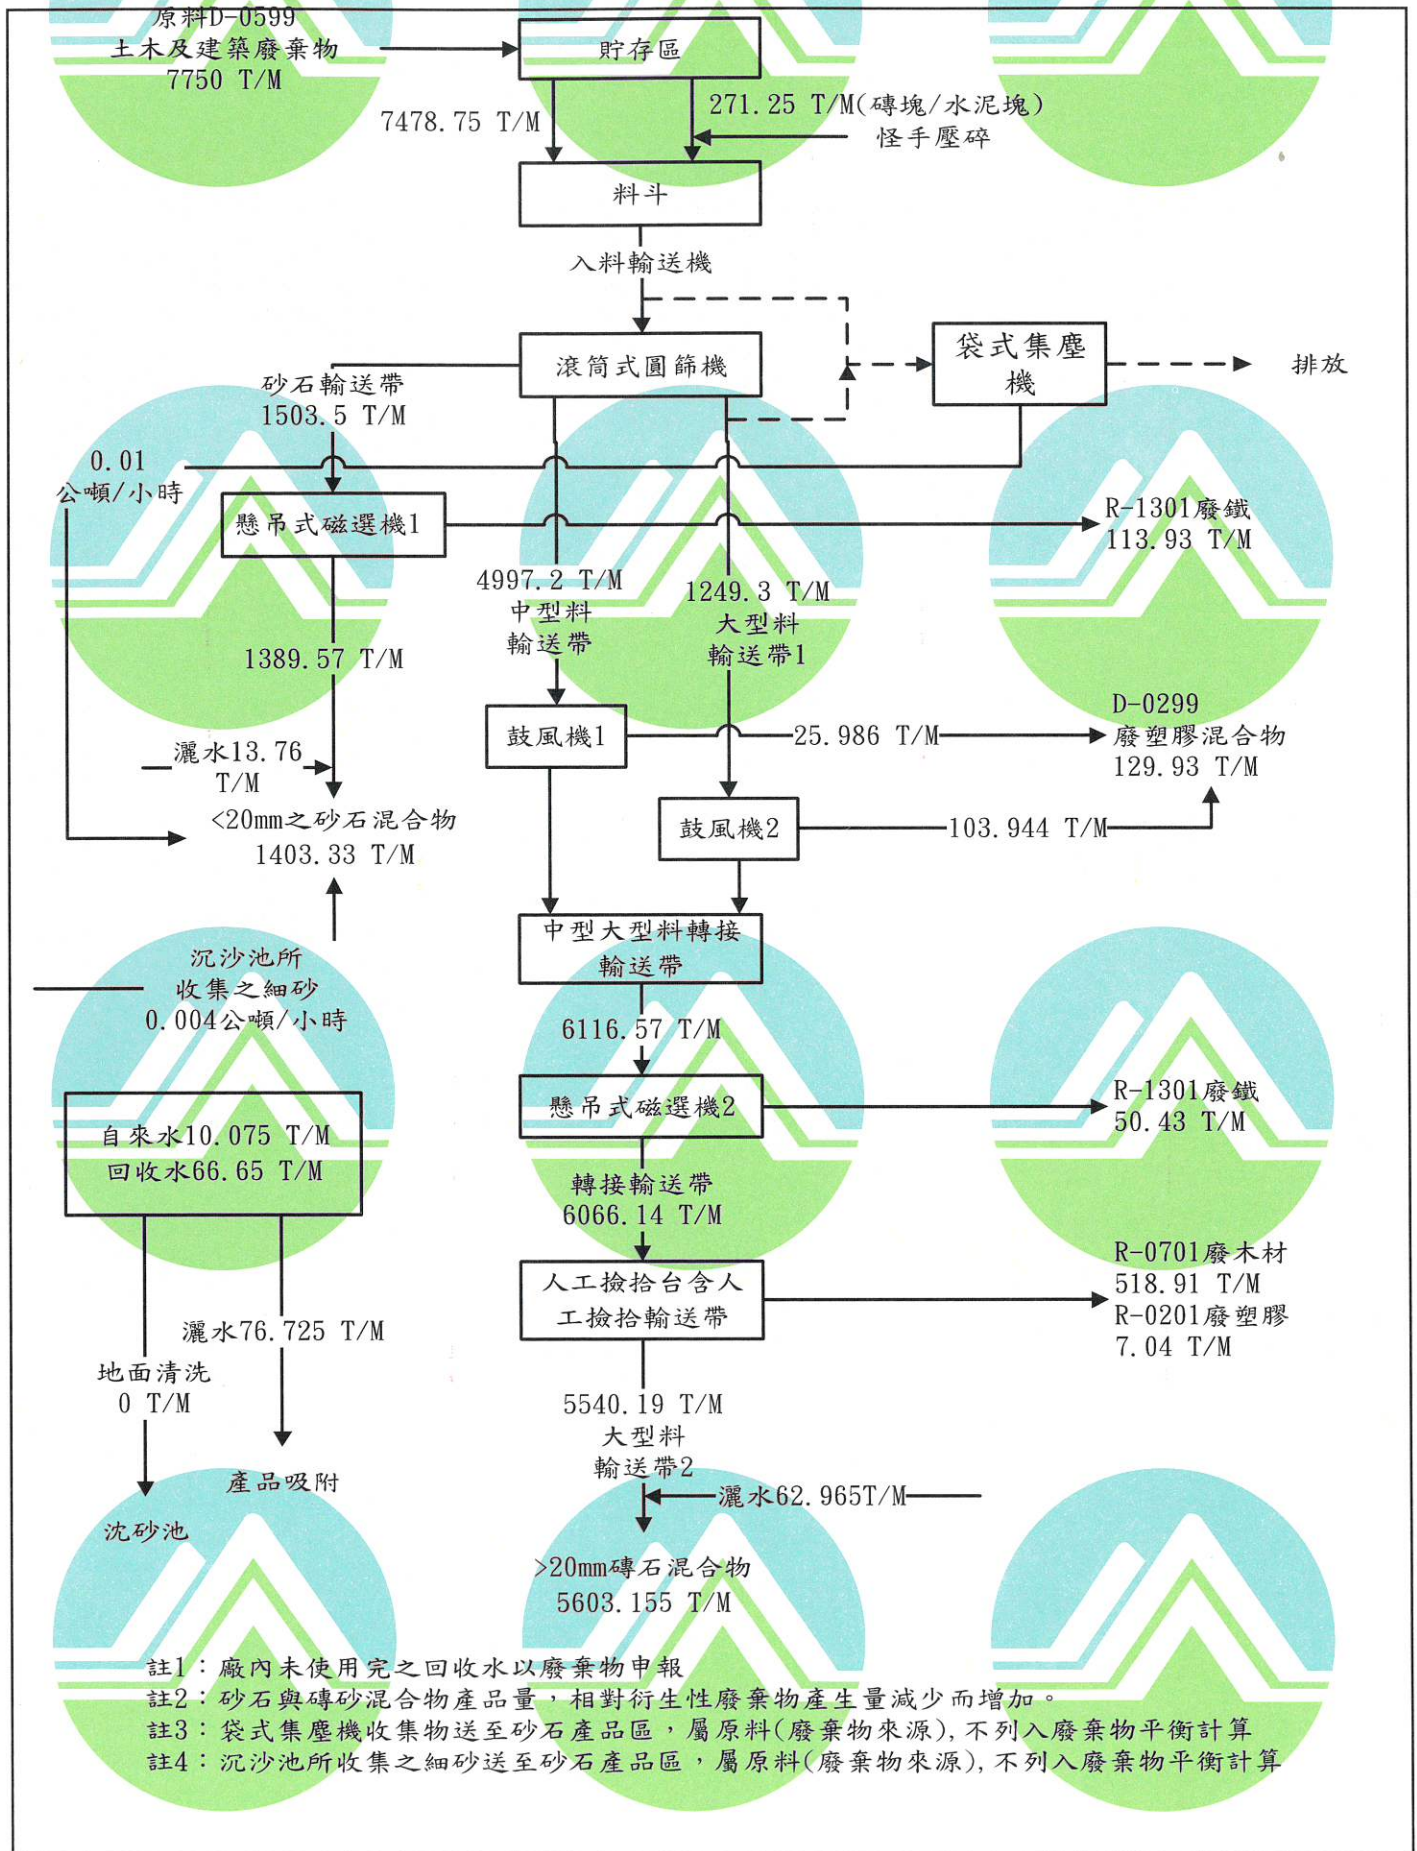 原料D-0599
土木及建築廢棄物
7750 T/M
貯存區
7478.75 T/M
271.25 T/M(磚塊/水泥塊)
怪手壓碎
料斗
入料輸送機
滾筒式圓篩機
袋式集塵
機
排放
砂石輸送帶
1503.5 T/M
0.01
公噸/小時
懸吊式磁選機1
R-1301廢鐵
113.93 T/M
4997.2 T/M
中型料
輸送帶
1249.3 T/M
大型料
輸送帶1
1389.57 T/M
鼓風機1
25.986 T/M
D-0299
廢塑膠混合物
129.93 T/M
灑水13.76
T/M
<20mm之砂石混合物
1403.33 T/M
鼓風機2
103.944 T/M
中型大型料轉接
輸送帶
沉沙池所
收集之細砂
0.004公噸/小時
6116.57 T/M
懸吊式磁選機2
R-1301廢鐵
50.43 T/M
自來水10.075 T/M
回收水66.65 T/M
轉接輸送帶
6066.14 T/M
人工撿拾台含人
工撿拾輸送帶
R-0701廢木材
518.91 T/M
R-0201廢塑膠
7.04 T/M
灑水76.725 T/M
地面清洗
0 T/M
5540.19 T/M
大型料
輸送帶2
產品吸附
灑水62.965T/M
沈砂池
>20mm磚石混合物
5603.155 T/M
註1：廠內未使用完之回收水以廢棄物申報
註2：砂石與磚砂混合物產品量，相對衍生性廢棄物產生量減少而增加。
註3：袋式集塵機收集物送至砂石產品區，屬原料(廢棄物來源),不列入廢棄物平衡計算
註4：沉沙池所收集之細砂送至砂石產品區，屬原料(廢棄物來源),不列入廢棄物平衡計算